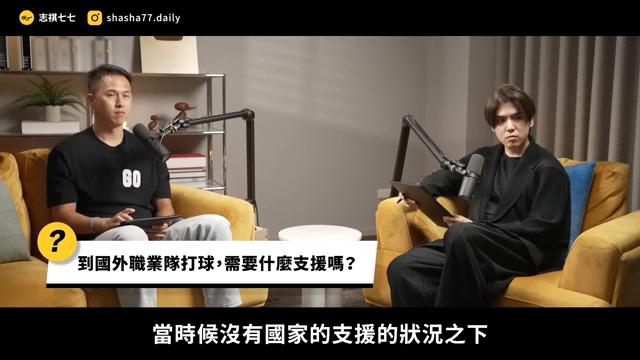 志祺七七
shasha77.daily
GO
?
到國外職業隊打球，需要什麼支援嗎？
當時候沒有國家的支援的狀況之下